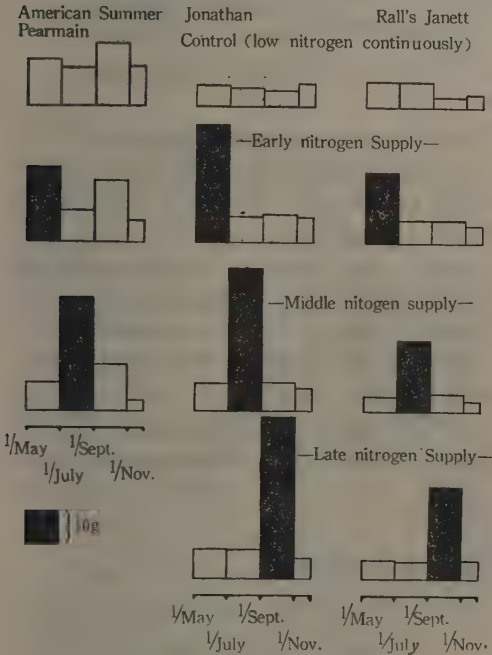 American Summer Pearmain
Jonathan
Rall's Janett
Control (low nitrogen continuously)
—Early nitrogen Supply—
—Middle nitogen supply—
—Late nitrogen Supply—
1/May 1/Sept.
1/July 1/Nov.
10g
1/May 1/Sept. 1/May 1/Sept.
1/July 1/Nov. 1/July 1/Nov.